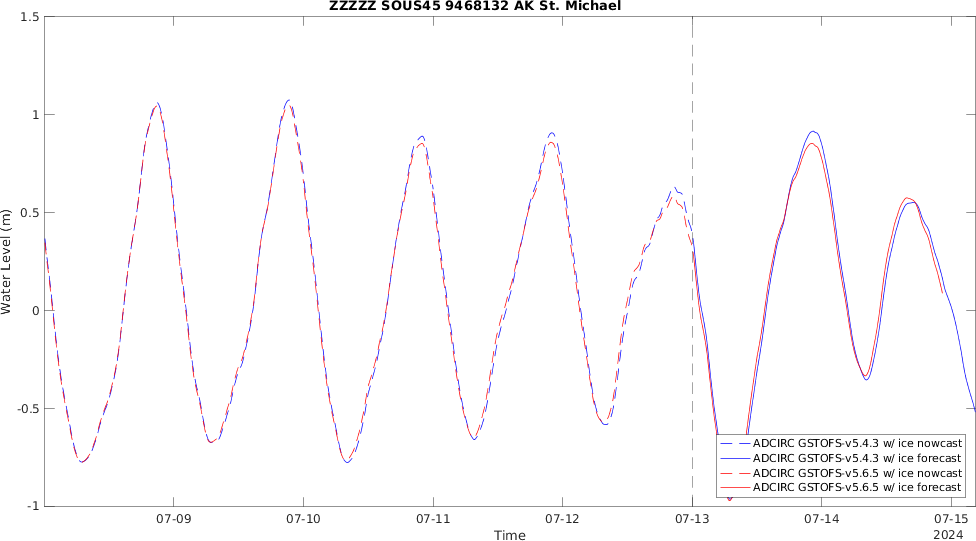 ZZZZZ SOUS45 9468132 AK St. Michael
Water Level (m)
1.5
1
0.5
0
-0.5
-1
07-09
07-10
07-11
07-12
07-13
07-14
07-15
2024
Time
ADCIRC GSTOFS-v5.4.3 w/ ice nowcast
ADCIRC GSTOFS-v5.4.3 w/ ice forecast
ADCIRC GSTOFS-v5.6.5 w/ ice nowcast
ADCIRC GSTOFS-v5.6.5 w/ ice forecast